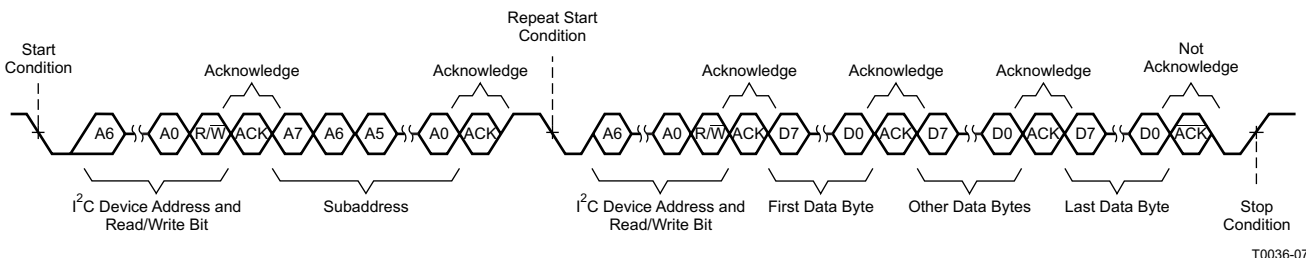 Repeat Start
Condition
Start
Condition
Not
Acknowledge
Acknowledge
Acknowledge
Acknowledge
Acknowledge
Acknowledge
A6 A0 R/W̅ ACK A7 A6 A5 A0 ACK A6 A0 R/W̅ ACK D7 D0 ACK D7 D0 ACK D7 D0 A̅C̅K̅
I²C Device Address and
Read/Write Bit
Subaddress
I²C Device Address and
Read/Write Bit
First Data Byte
Other Data Bytes
Last Data Byte
Stop
Condition
T0036-07